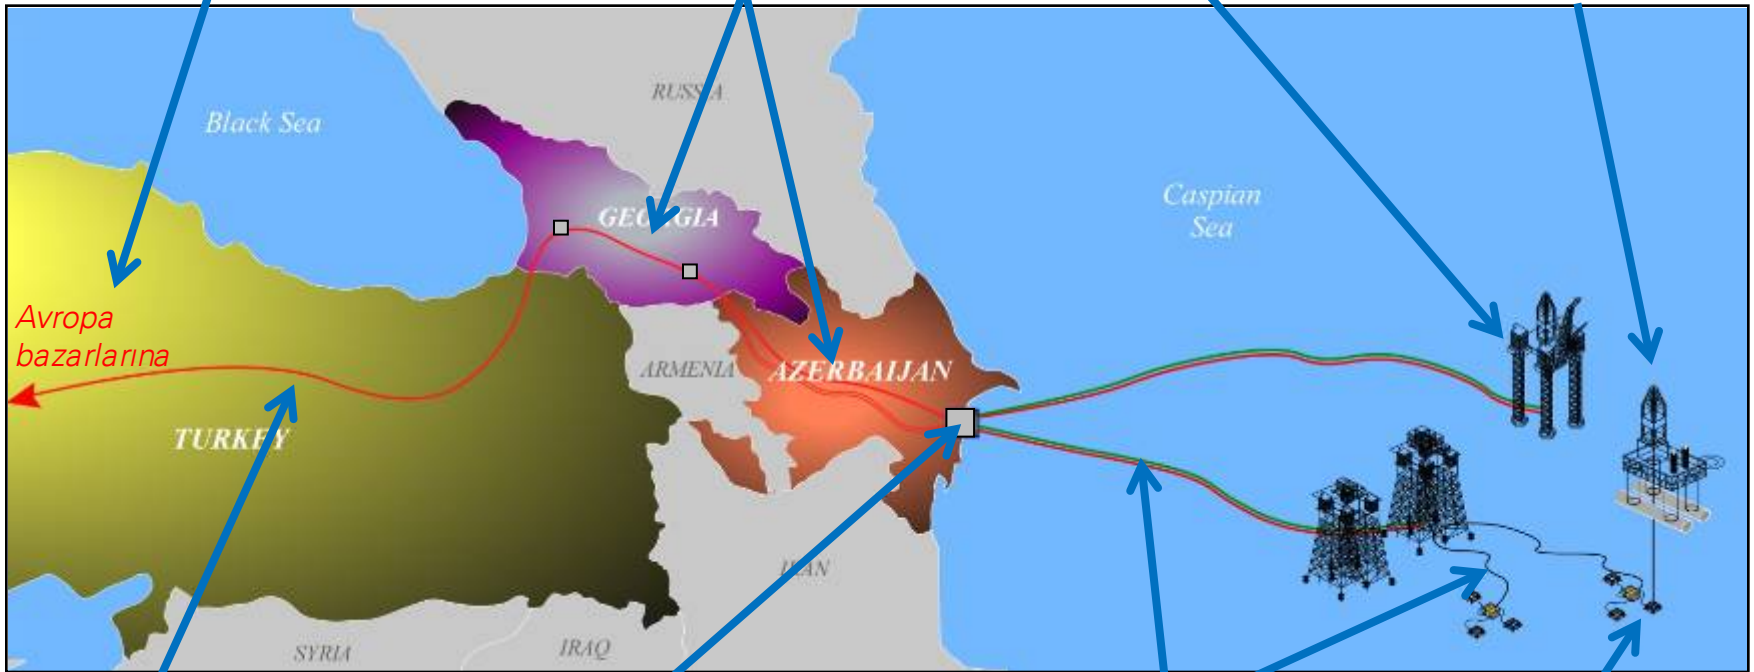 RUSSIA
Black Sea
Caspian
Sea
GEORGIA
Avropa
bazarlarına
ARMENIA
AZERBAIJAN
TURKEY
IRAN
SYRIA
IRAQ